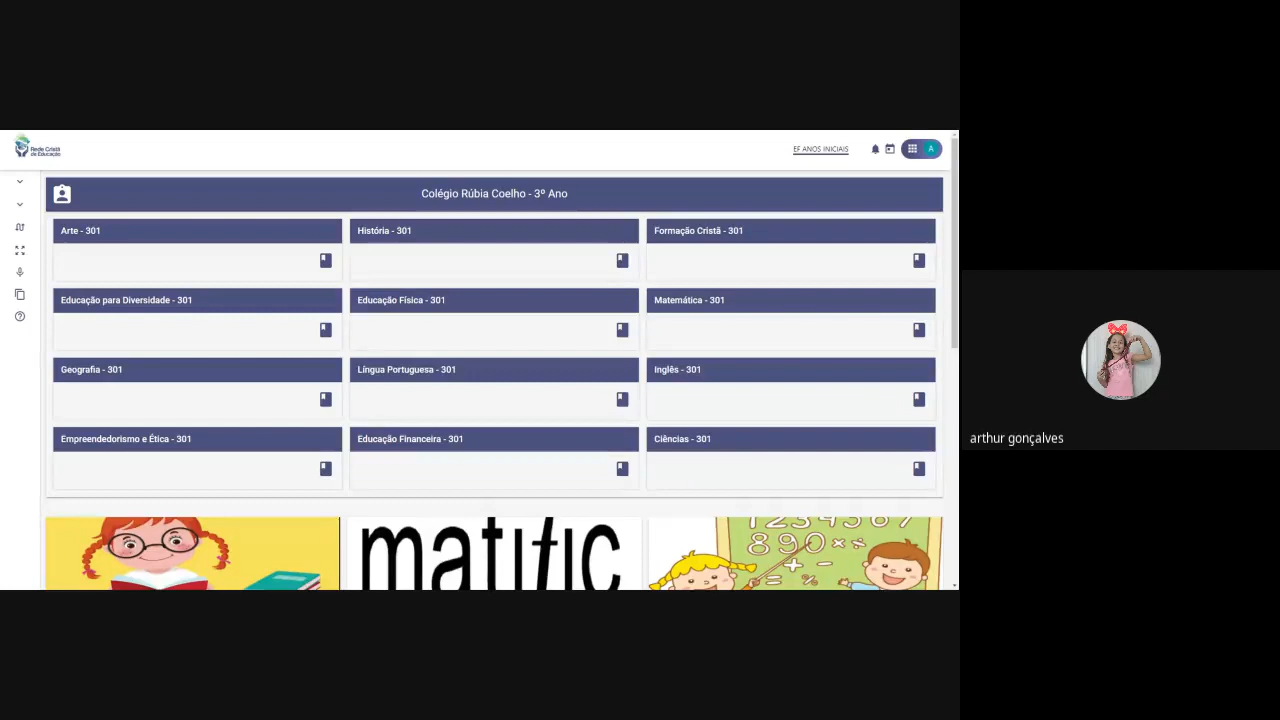 Rede Cristã
de Educação
EF ANOS INICIAIS
A
Colégio Rúbia Coelho - 3º Ano
Arte - 301
História - 301
Formação Cristã - 301
Educação para Diversidade - 301
Educação Física - 301
Matemática - 301
Geografia - 301
Língua Portuguesa - 301
Inglês - 301
Empreendedorismo e Ética - 301
Educação Financeira - 301
Ciências - 301
matific
1234567
890 × ÷
+ -
= %
arthur gonçalves